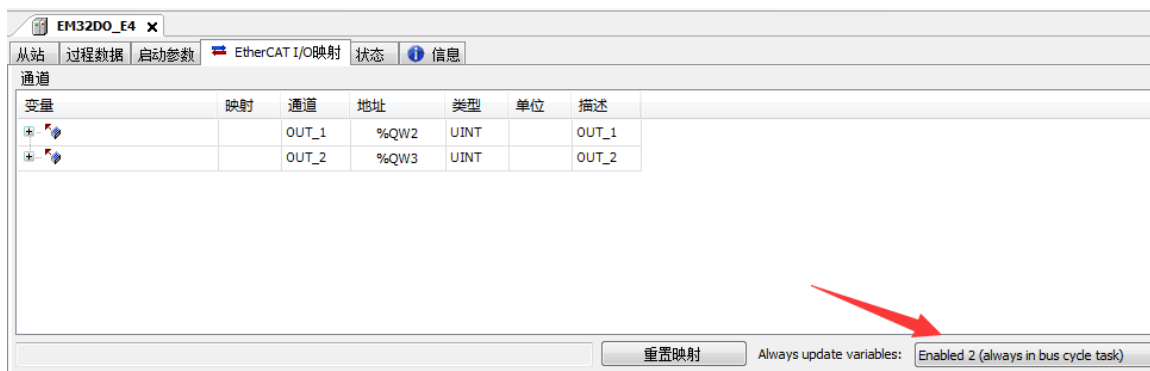 EM32DO_E4 X
从站 过程数据 启动参数 EtherCAT I/O映射 状态 信息
通道
变量 映射 通道 地址 类型 单位 描述
OUT_1 %QW2 UINT OUT_1
OUT_2 %QW3 UINT OUT_2
重置映射 Always update variables: Enabled 2 (always in bus cycle task)